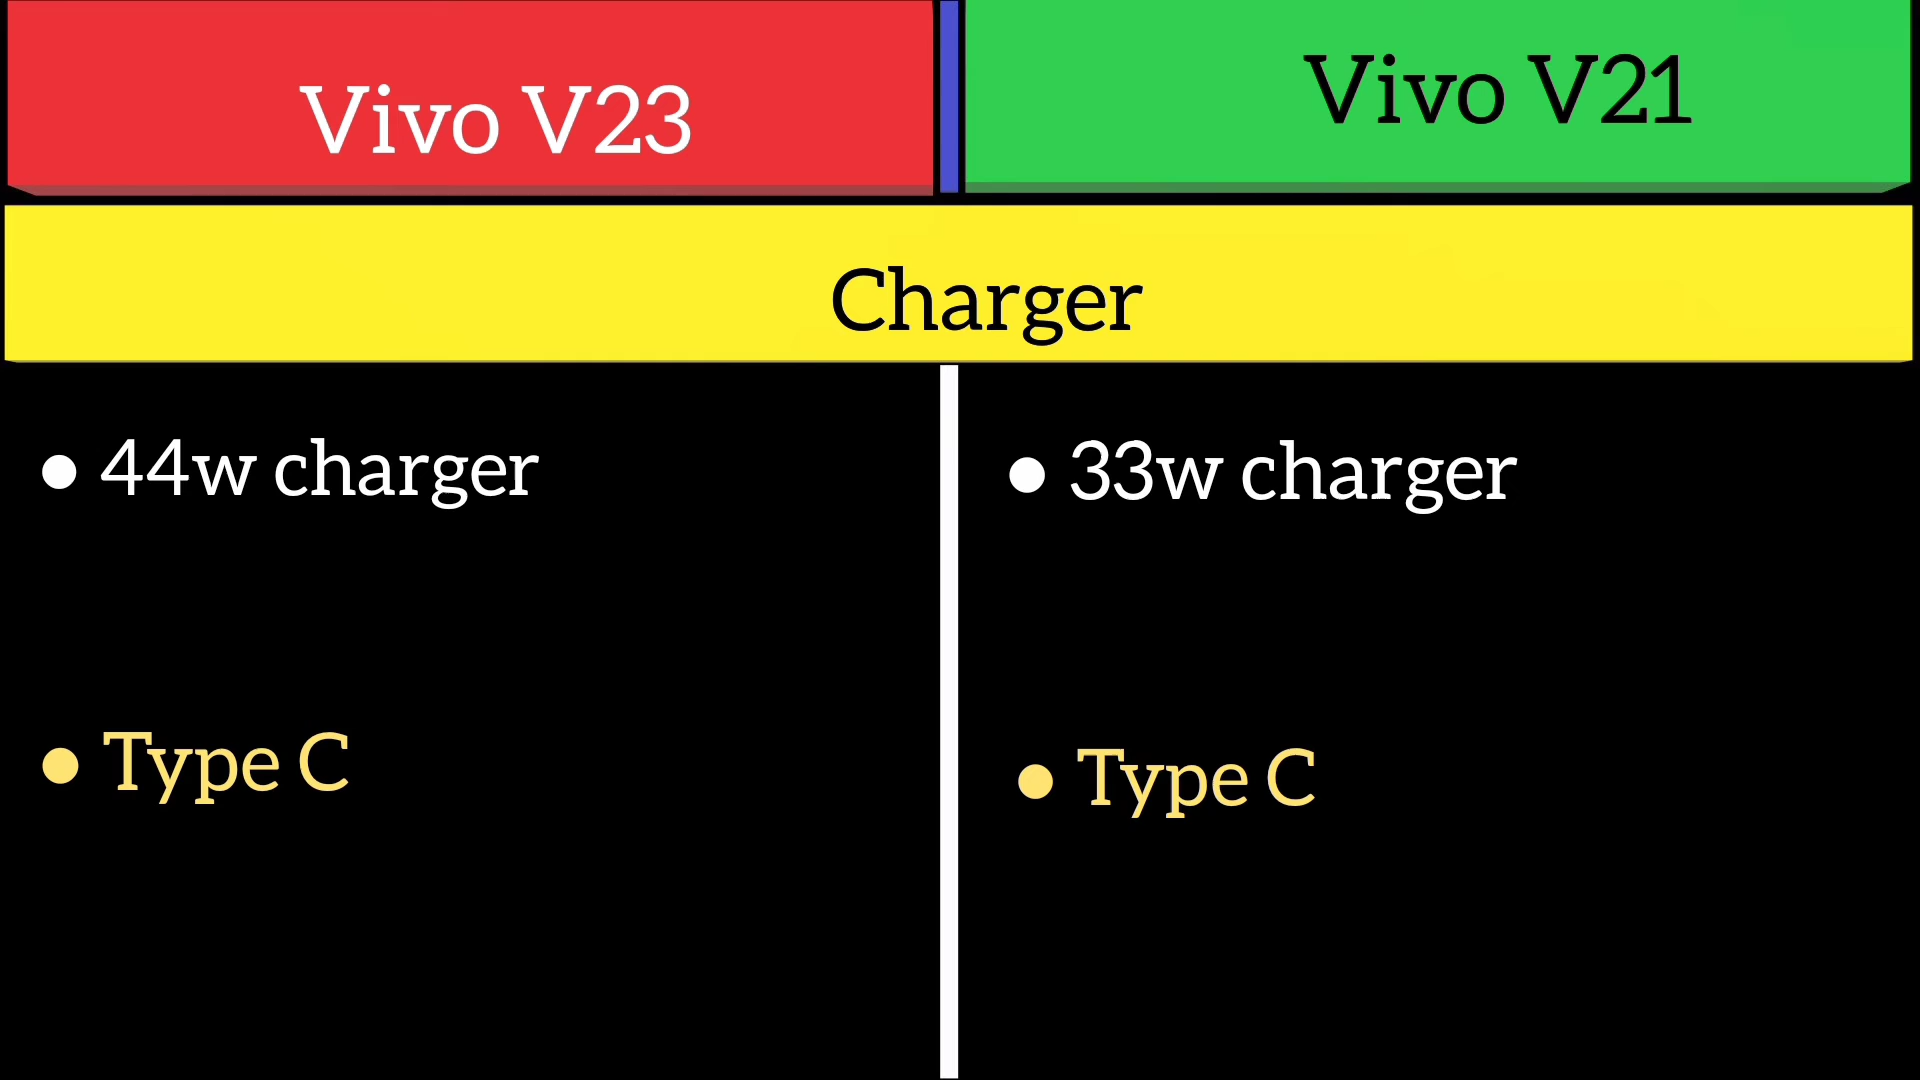 Vivo V23
Vivo V21
Charger
● 44w charger
● 33w charger
● Type C
● Type C